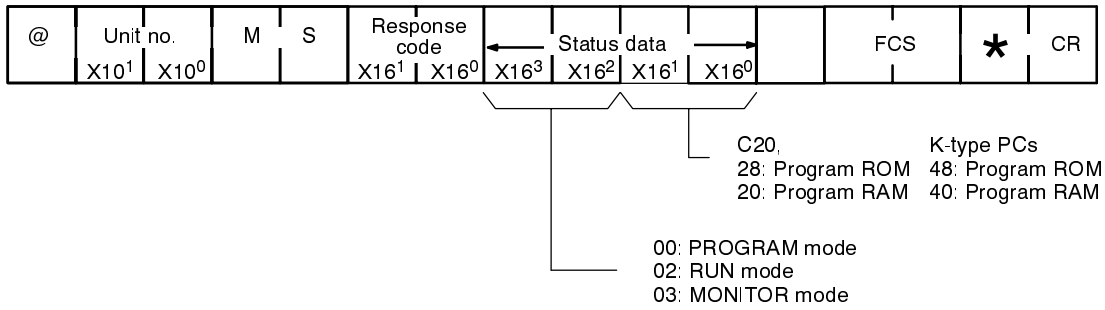 @ Unit no. M S Response code Status data FCS * CR
X10¹ X10⁰ X16¹ X16⁰ X16³ X16² X16¹ X16⁰
C20, K-type PCs
28: Program ROM 48: Program ROM
20: Program RAM 40: Program RAM
00: PROGRAM mode
02: RUN mode
03: MONITOR mode